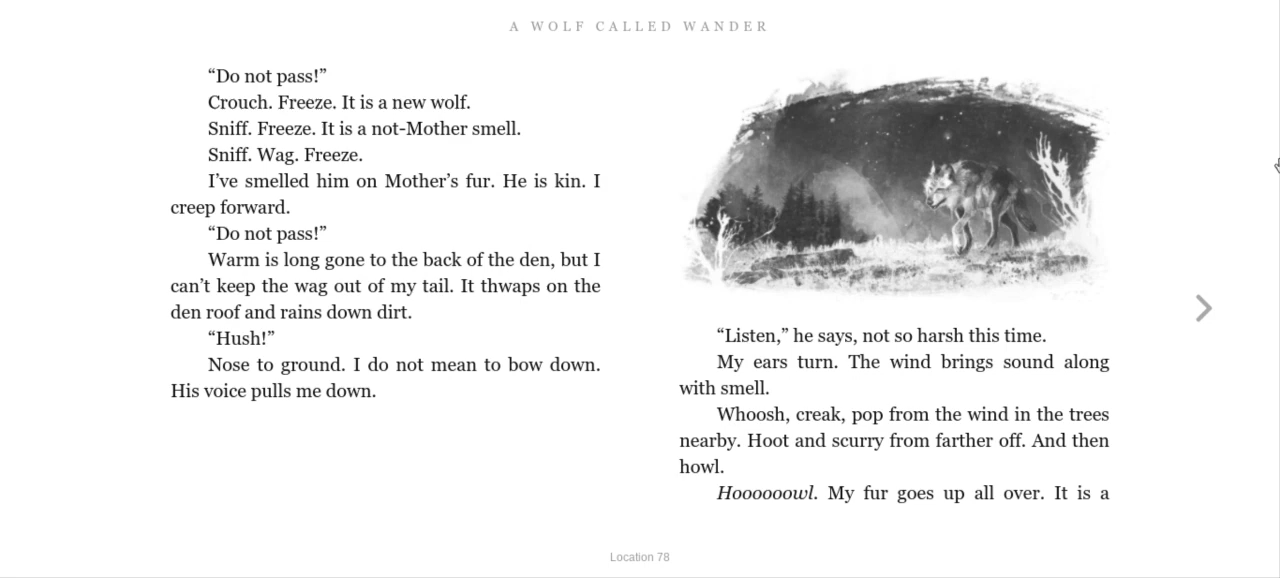 A WOLF CALLED WANDER
“Do not pass!”
Crouch. Freeze. It is a new wolf.
Sniff. Freeze. It is a not-Mother smell.
Sniff. Wag. Freeze.
I’ve smelled him on Mother’s fur. He is kin. I
creep forward.
“Do not pass!”
Warm is long gone to the back of the den, but I
can’t keep the wag out of my tail. It thwaps on the
den roof and rains down dirt.
“Hush!”
Nose to ground. I do not mean to bow down.
His voice pulls me down.
“Listen,” he says, not so harsh this time.
My ears turn. The wind brings sound along
with smell.
Whoosh, creak, pop from the wind in the trees
nearby. Hoot and scurry from farther off. And then
howl.
Hoooooowl. My fur goes up all over. It is a
Location 78